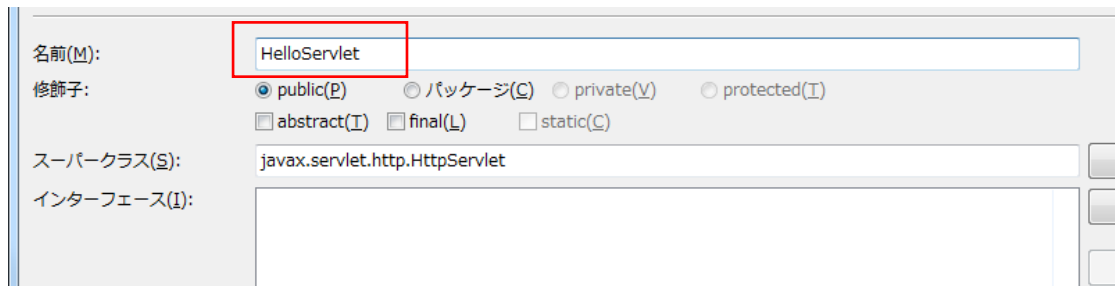 名前(M):
HelloServlet
修飾子:
public(P) パッケージ(C) private(V) protected(T)
abstract(T) final(L) static(C)
スーパークラス(S):
javax.servlet.http.HttpServlet
インターフェース(I):